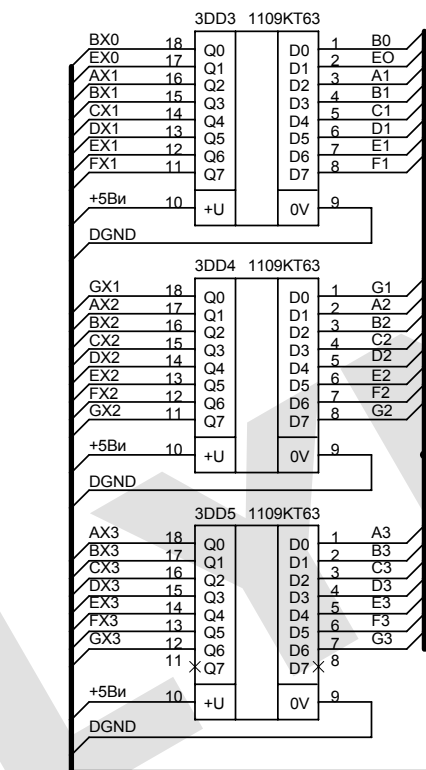 3DD3 1109KT63
BX0 18 Q0 D0 1 B0
EX0 17 Q1 D1 2 EO
AX1 16 Q2 D2 3 A1
BX1 15 Q3 D3 4 B1
CX1 14 Q4 D4 5 C1
DX1 13 Q5 D5 6 D1
EX1 12 Q6 D6 7 E1
FX1 11 Q7 D7 8 F1
+5Ви 10 +U 0V 9
DGND
3DD4 1109KT63
GX1 18 Q0 D0 1 G1
AX2 17 Q1 D1 2 A2
BX2 16 Q2 D2 3 B2
CX2 15 Q3 D3 4 C2
DX2 14 Q4 D4 5 D2
EX2 13 Q5 D5 6 E2
FX2 12 Q6 D6 7 F2
GX2 11 Q7 D7 8 G2
+5Ви 10 +U 0V 9
DGND
3DD5 1109KT63
AX3 18 Q0 D0 1 A3
BX3 17 Q1 D1 2 B3
CX3 16 Q2 D2 3 C3
DX3 15 Q3 D3 4 D3
EX3 14 Q4 D4 5 E3
FX3 13 Q5 D5 6 F3
GX3 12 Q6 D6 7 G3
11 Q7 D7 8
+5Ви 10 +U 0V 9
DGND